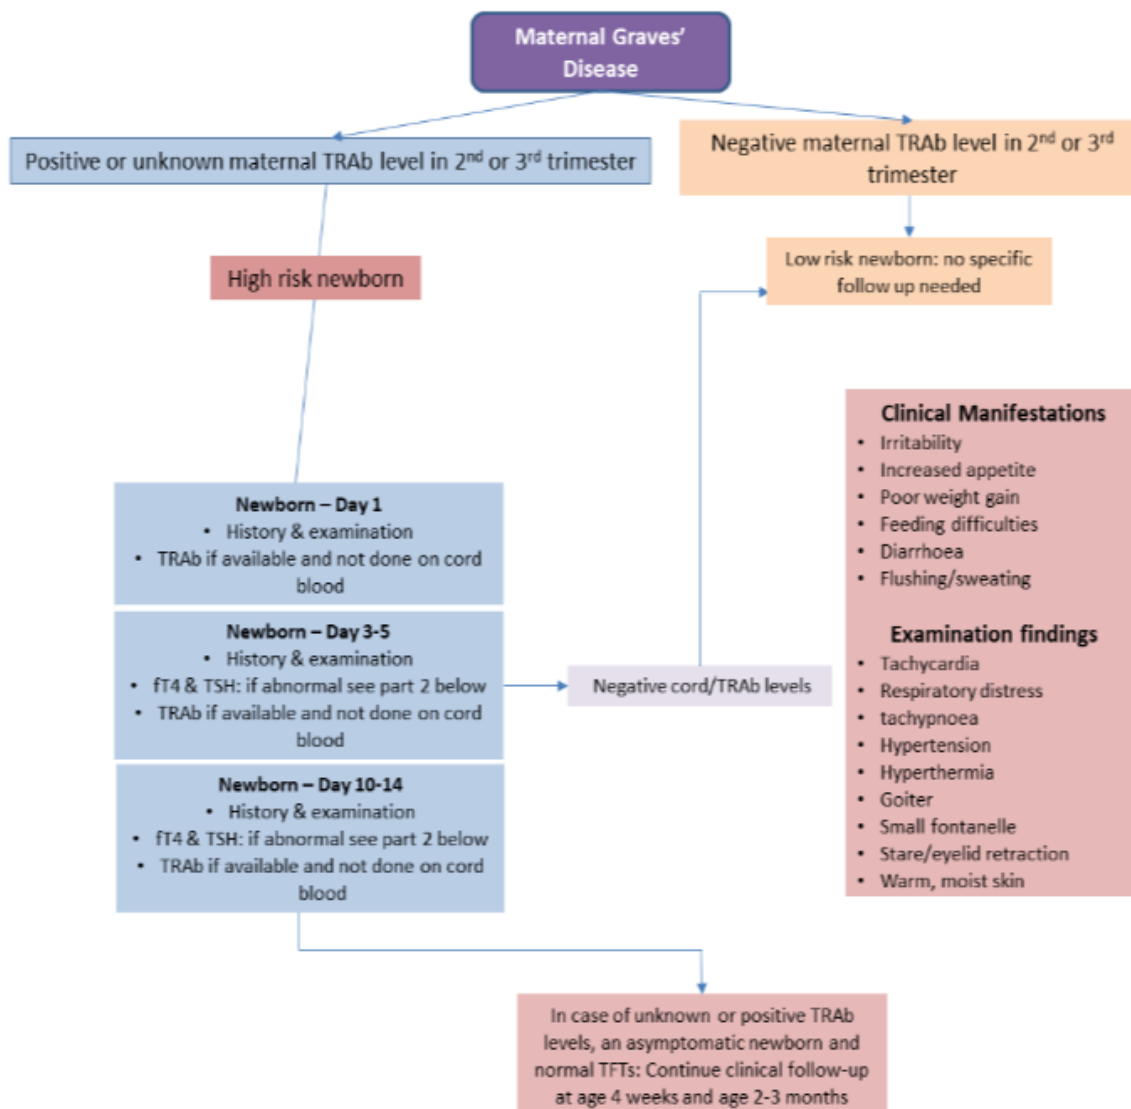 Maternal Graves'
Disease
Positive or unknown maternal TRAb level in 2nd or 3rd trimester
Negative maternal TRAb level in 2nd or 3rd
trimester
High risk newborn
Low risk newborn: no specific
follow up needed
Newborn – Day 1
• History & examination
• TRAb if available and not done on cord
blood
Newborn – Day 3-5
• History & examination
• fT4 & TSH: if abnormal see part 2 below
• TRAb if available and not done on cord
blood
Negative cord/TRAb levels
Newborn – Day 10-14
• History & examination
• fT4 & TSH: if abnormal see part 2 below
• TRAb if available and not done on cord
blood
Clinical Manifestations
• Irritability
• Increased appetite
• Poor weight gain
• Feeding difficulties
• Diarrhoea
• Flushing/sweating
Examination findings
• Tachycardia
• Respiratory distress
• tachypnoea
• Hypertension
• Hyperthermia
• Goiter
• Small fontanelle
• Stare/eyelid retraction
• Warm, moist skin
In case of unknown or positive TRAb
levels, an asymptomatic newborn and
normal TFTs: Continue clinical follow-up
at age 4 weeks and age 2-3 months